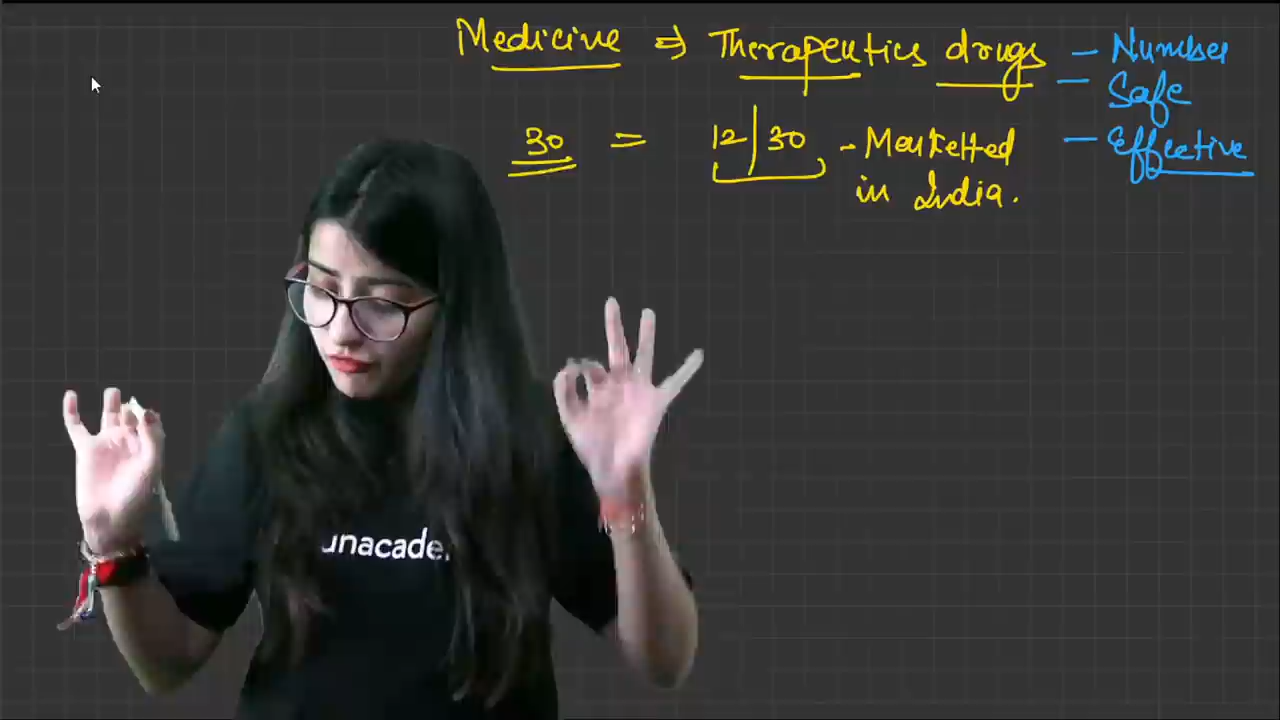 Medicine ⇒ Therapeutics drugs - Number
- Safe
30 = 12 | 30 - Marketted - Effective
in India.
unacade